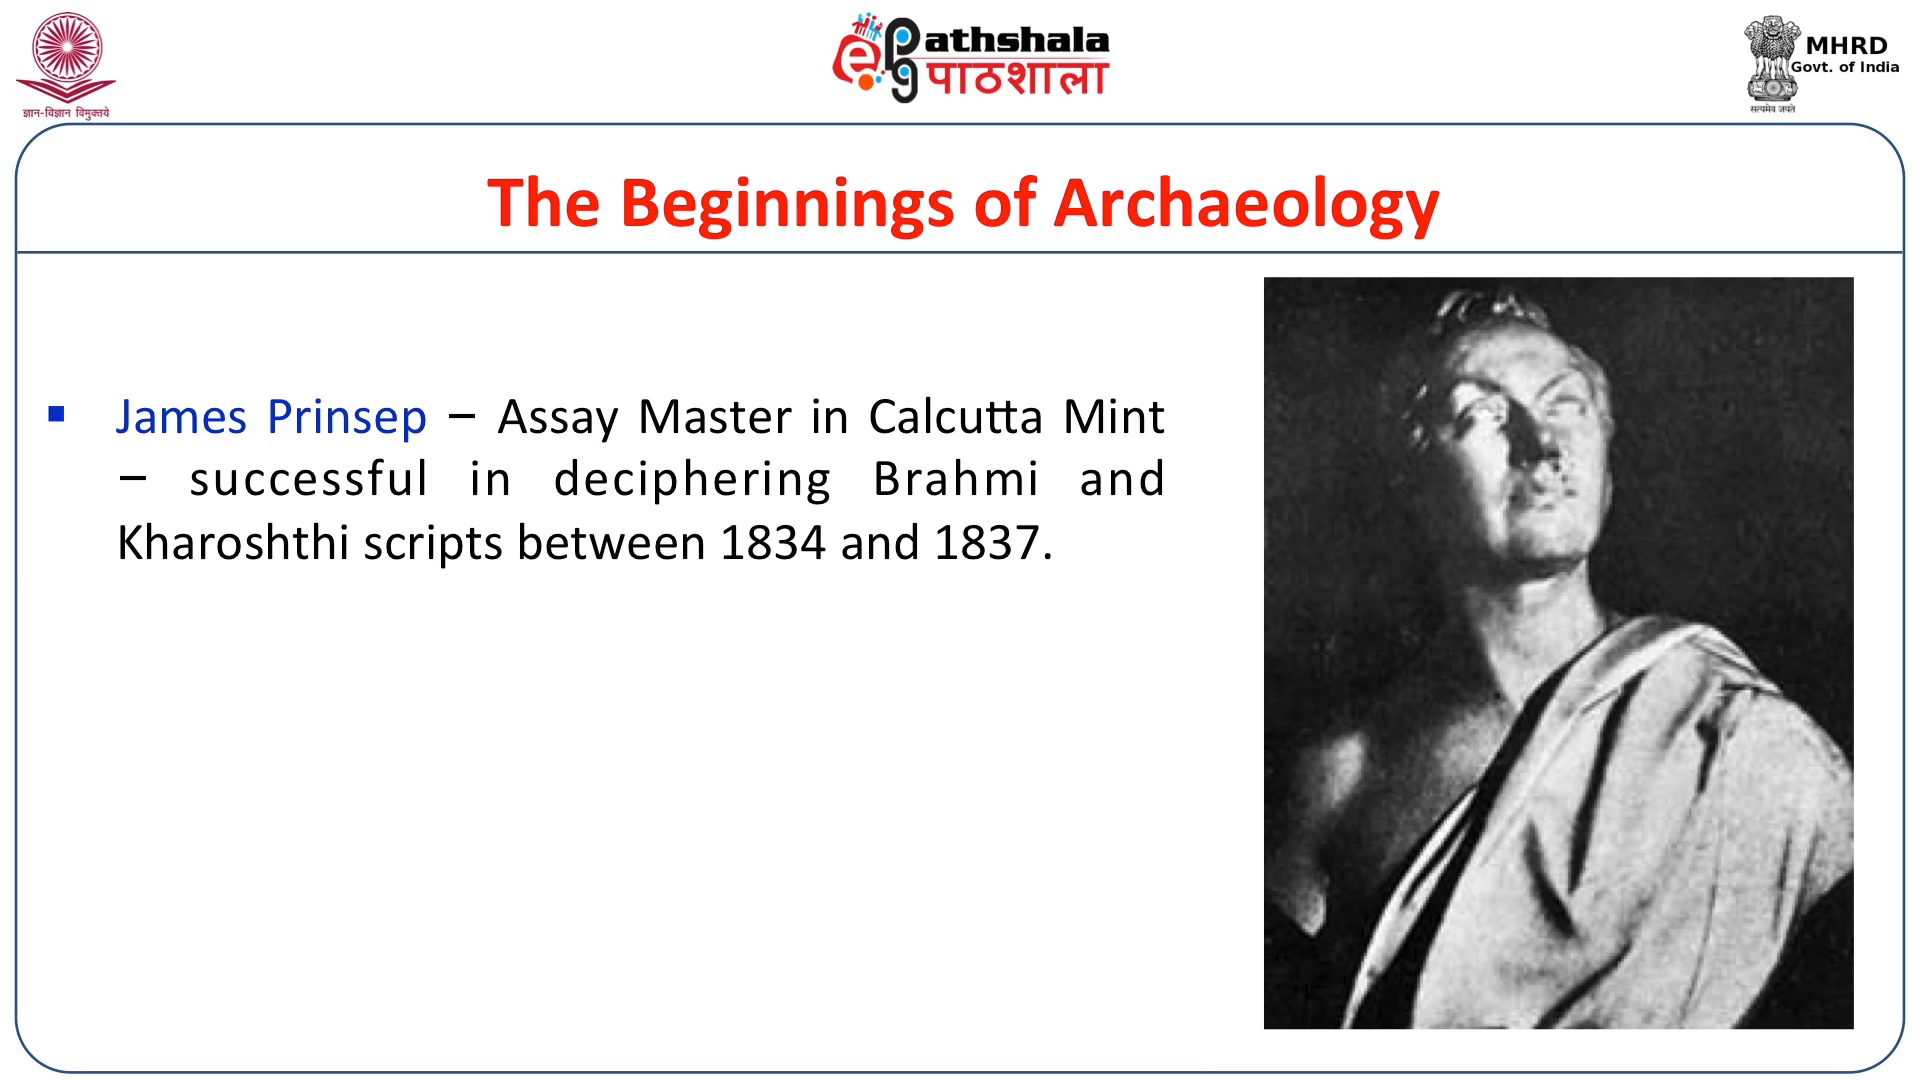 ज्ञान-विज्ञान विमुक्तये
ePathshala
पाठशाला
MHRD
Govt. of India
सत्यमेव जयते
The Beginnings of Archaeology
▪ James Prinsep – Assay Master in Calcutta Mint
– successful in deciphering Brahmi and
Kharoshthi scripts between 1834 and 1837.